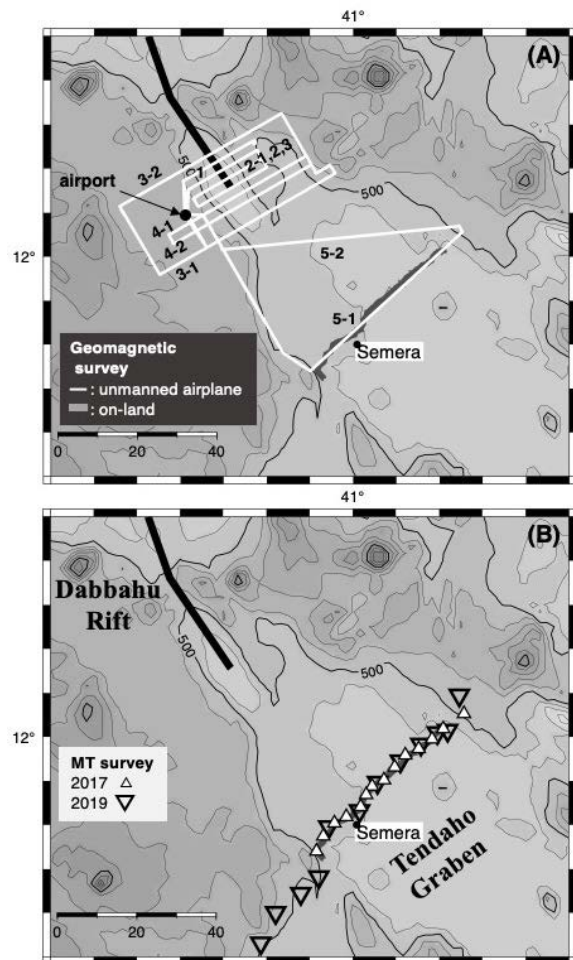 41°
(A)
3-2
1
2-1,2,3
500
500
airport
4-1
4-2
3-1
12°
5-2
5-1
Semera
Geomagnetic
survey
: unmanned airplane
: on-land
0 20 40
41°
(B)
Dabbahu
Rift
500
500
12°
MT survey
2017
2019
Semera
Tendaho
Graben
0 20 40